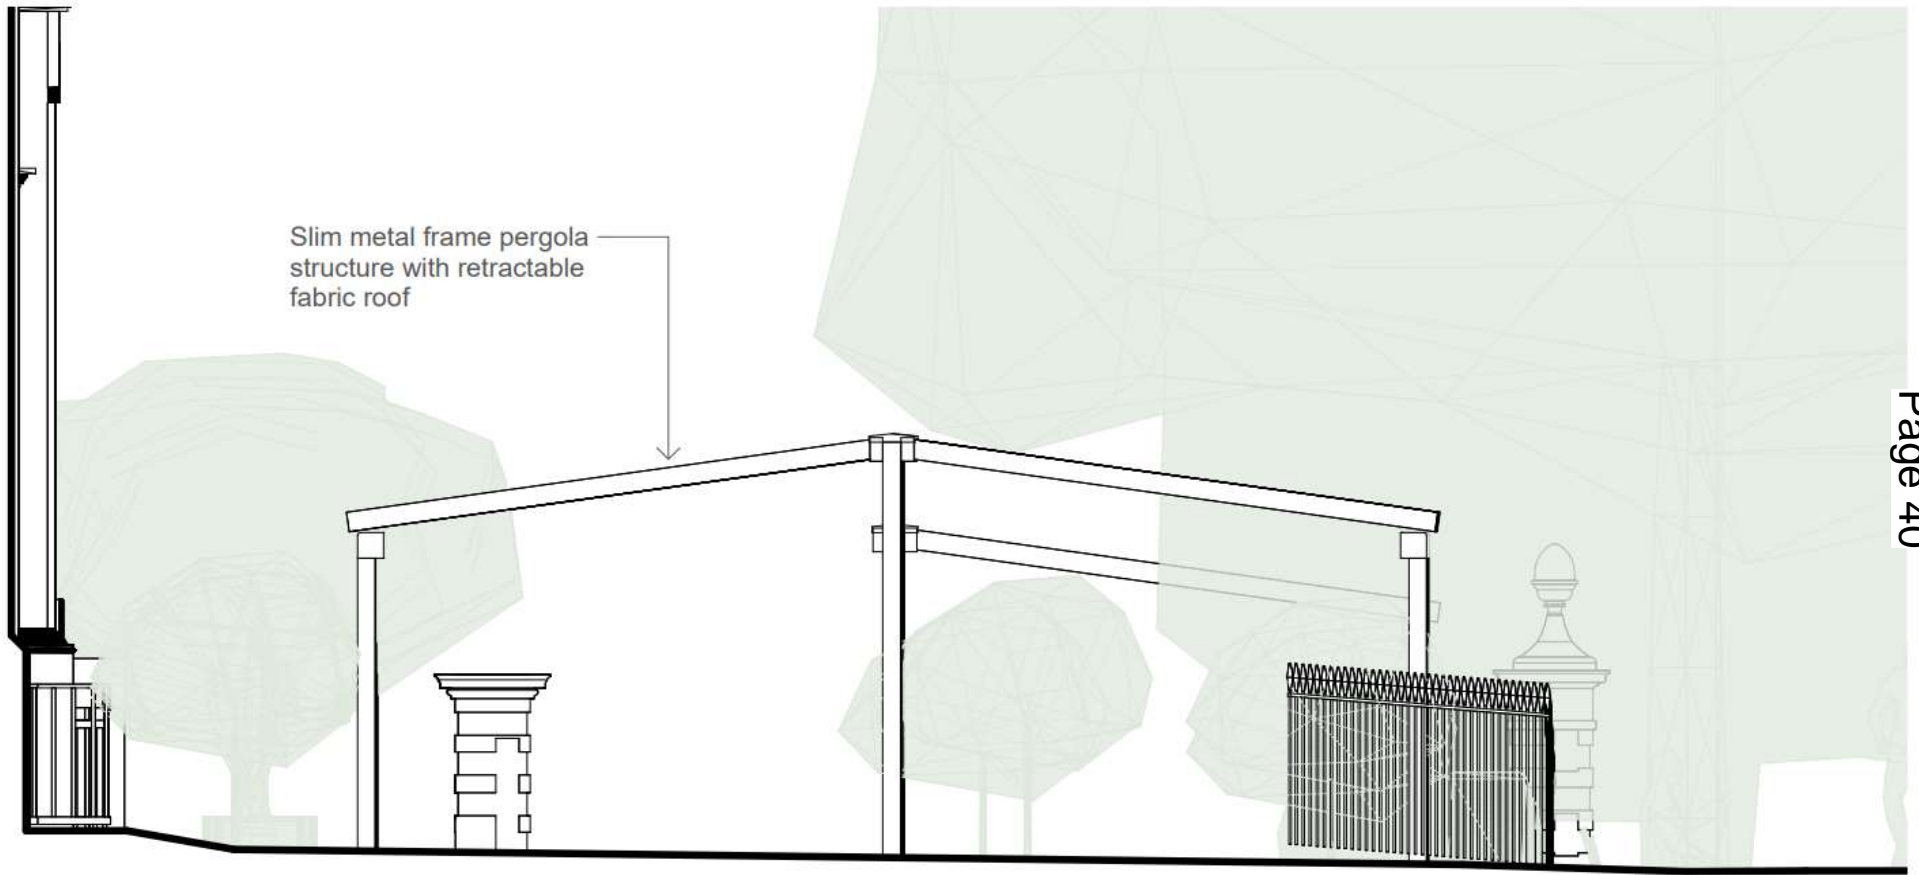 Slim metal frame pergola
structure with retractable
fabric roof
Page 40